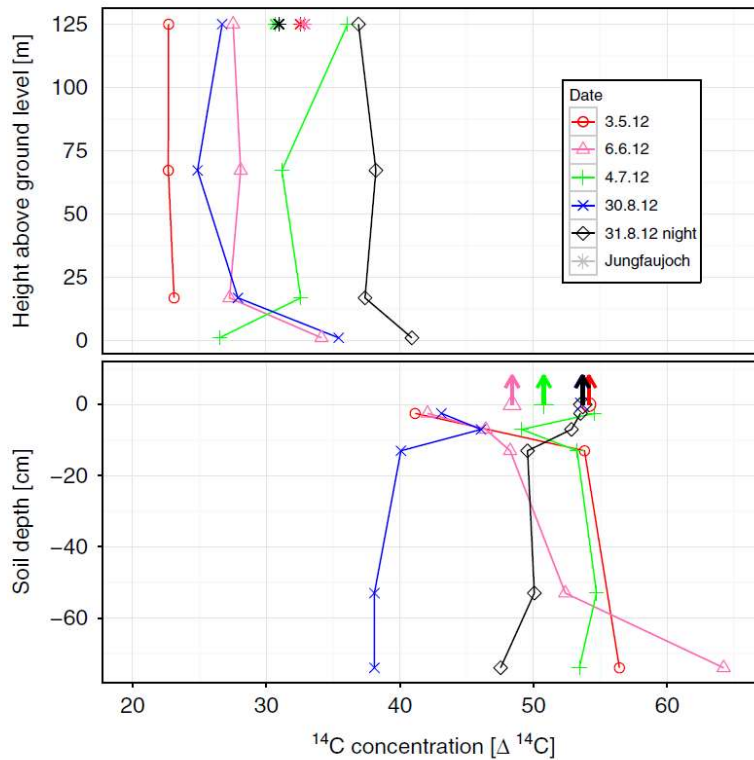 Height above ground level [m]
125
100
75
50
25
0
Date
3.5.12
6.6.12
4.7.12
30.8.12
31.8.12 night
Jungfaujoch
Soil depth [cm]
0
−20
−40
−60
20 30 40 50 60
¹⁴C concentration [Δ ¹⁴C]